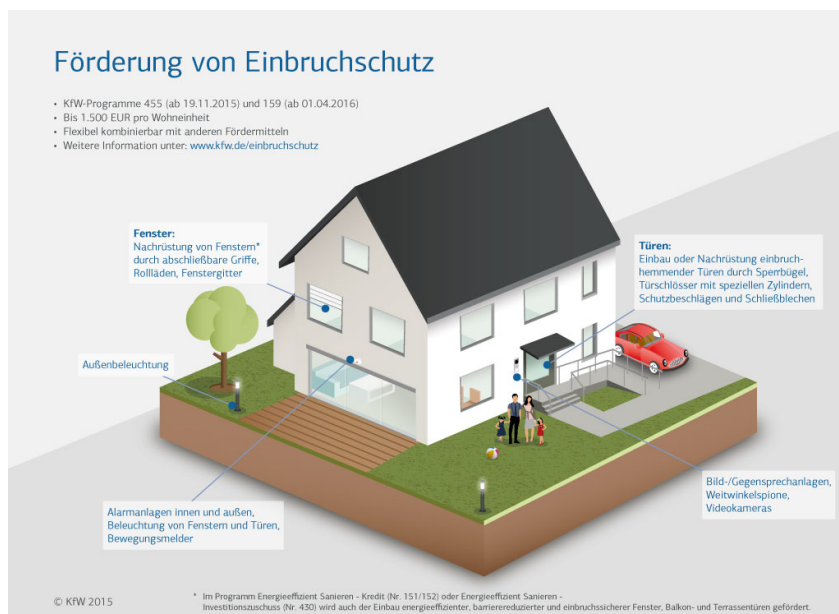 Förderung von Einbruchschutz
• KfW-Programme 455 (ab 19.11.2015) und 159 (ab 01.04.2016)
• Bis 1.500 EUR pro Wohneinheit
• Flexibel kombinierbar mit anderen Fördermitteln
• Weitere Information unter: www.kfw.de/einbruchschutz
Fenster:
Nachrüstung von Fenstern*
durch abschließbare Griffe,
Rollläden, Fenstergitter
Türen:
Einbau oder Nachrüstung einbruch-
hemmender Türen durch Sperrbügel,
Türschlösser mit speziellen Zylindern,
Schutzbeschlägen und Schließblechen
Außenbeleuchtung
Alarmanlagen innen und außen,
Beleuchtung von Fenstern und Türen,
Bewegungsmelder
Bild-/Gegensprechanlagen,
Weitwinkelspione,
Videokameras
© KfW 2015
* Im Programm Energieeffizient Sanieren - Kredit (Nr. 151/152) oder Energieeffizient Sanieren -
Investitionszuschuss (Nr. 430) wird auch der Einbau energieeffizienter, barrierereduzierter und einbruchssicherer Fenster, Balkon- und Terrassentüren gefördert.